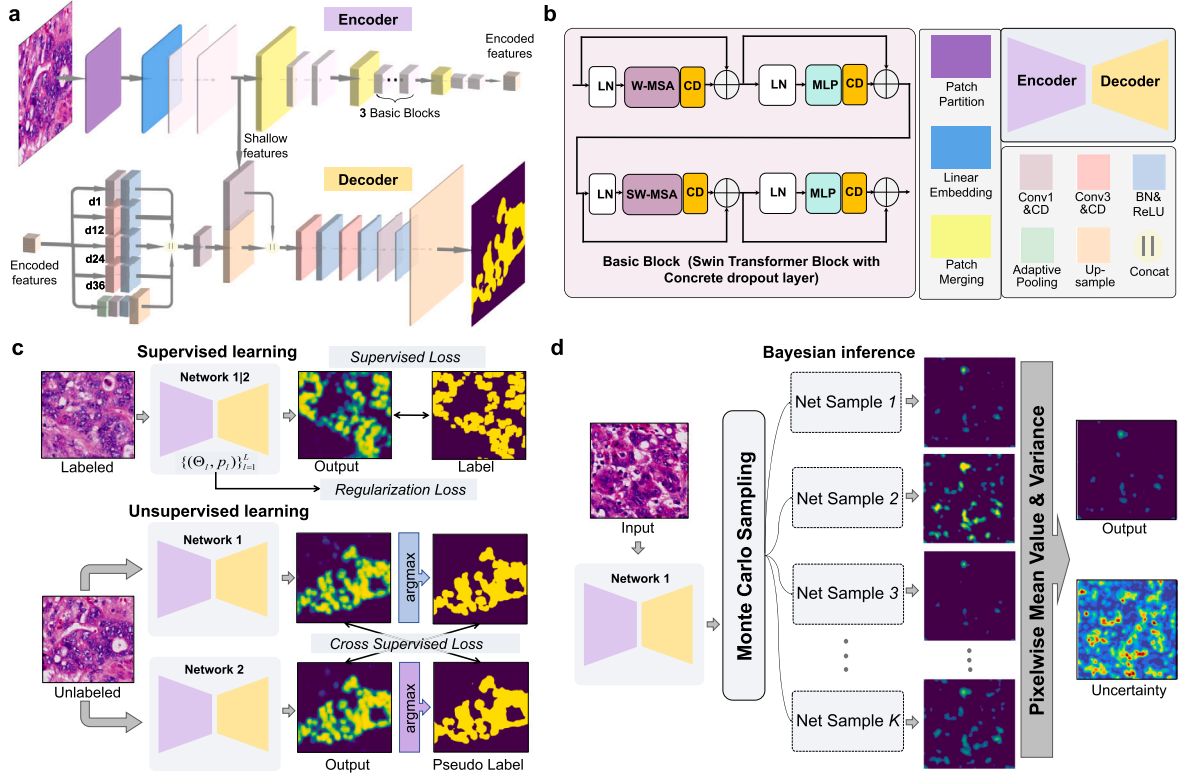 a
Encoder
Encoded
features
3 Basic Blocks
Shallow
features
Decoder
d1
d12
d24
d36
Encoded
features
b
LN
W-MSA
CD
LN
MLP
CD
LN
SW-MSA
CD
LN
MLP
CD
Basic Block (Swin Transformer Block with
Concrete dropout layer)
Patch
Partition
Linear
Embedding
Patch
Merging
Encoder
Decoder
Conv1
&CD
Conv3
&CD
BN&
ReLU
Adaptive
Pooling
Up-
sample
Concat
c
Supervised learning
Network 1|2
Supervised Loss
Labeled
Output
Label
{(Θ_l, p_l)}_{l=1}^L
Regularization Loss
Unsupervised learning
Network 1
argmax
Cross Supervised Loss
Unlabeled
Network 2
argmax
Output
Pseudo Label
d
Bayesian inference
Input
Network 1
Monte Carlo Sampling
Net Sample 1
Net Sample 2
Net Sample 3
Net Sample K
Pixelwise Mean Value & Variance
Output
Uncertainty